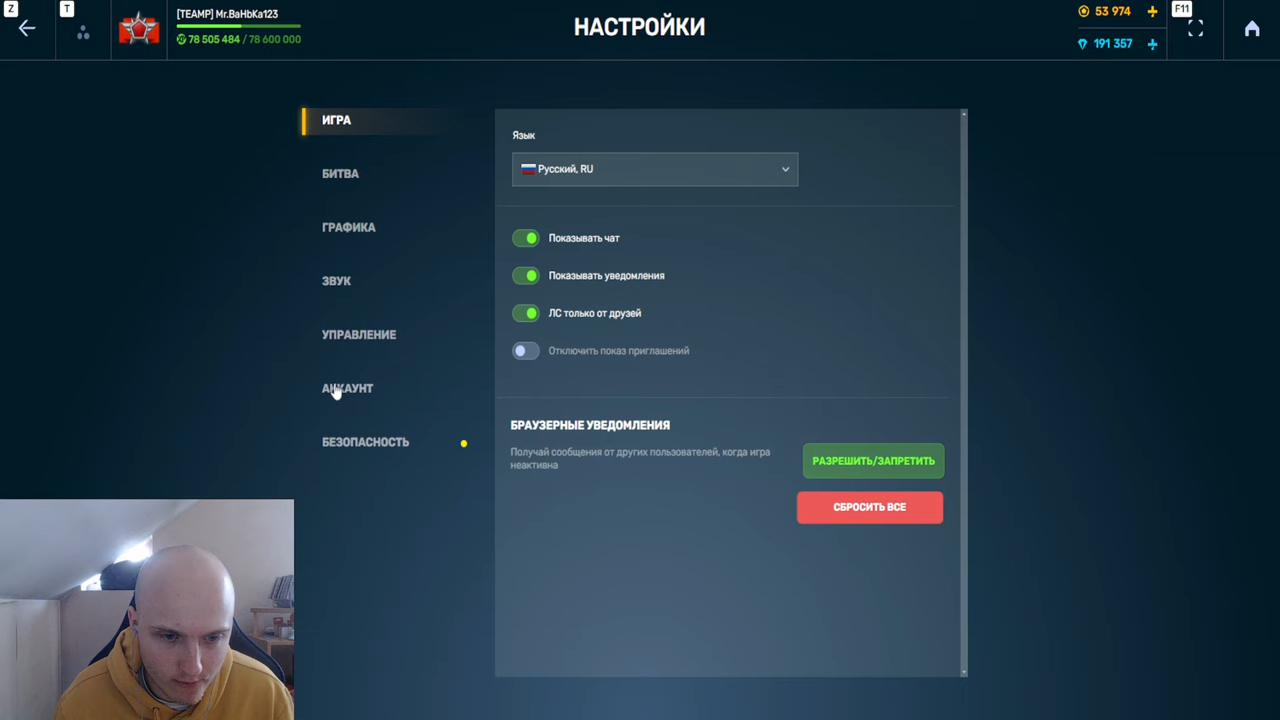 Z
T
[TEAMP] Mr.BaHbKa123
78 505 484 / 78 600 000
НАСТРОЙКИ
53 974
191 357
F11
ИГРА
БИТВА
ГРАФИКА
ЗВУК
УПРАВЛЕНИЕ
АККАУНТ
БЕЗОПАСНОСТЬ
Язык
Русский, RU
Показывать чат
Показывать уведомления
ЛС только от друзей
Отключить показ приглашений
БРАУЗЕРНЫЕ УВЕДОМЛЕНИЯ
Получай сообщения от других пользователей, когда игра
неактивна
РАЗРЕШИТЬ/ЗАПРЕТИТЬ
СБРОСИТЬ ВСЕ